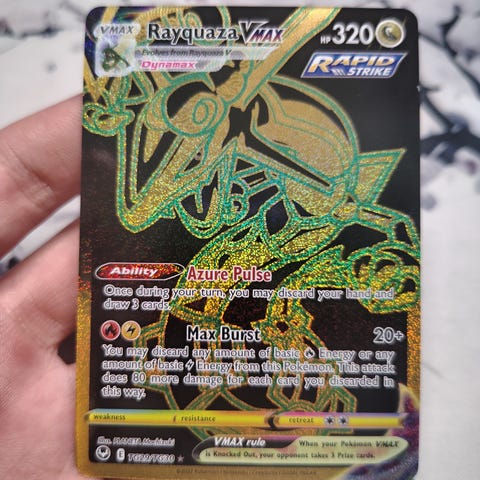 VMAX Rayquaza VMAX HP 320
Evolves from Rayquaza V
Dynamax
RAPID
STRIKE
Ability Azure Pulse
Once during your turn, you may discard your hand and
draw 3 cards.
Max Burst 20+
You may discard any amount of basic Energy or any
amount of basic Energy from this Pokémon. This attack
does 80 more damage for each card you discarded in
this way.
weakness resistance retreat
Illus. PLANETA Mochizuki
E TG29/TG30
VMAX rule When your Pokémon VMAX
is Knocked Out, your opponent takes 3 Prize cards.